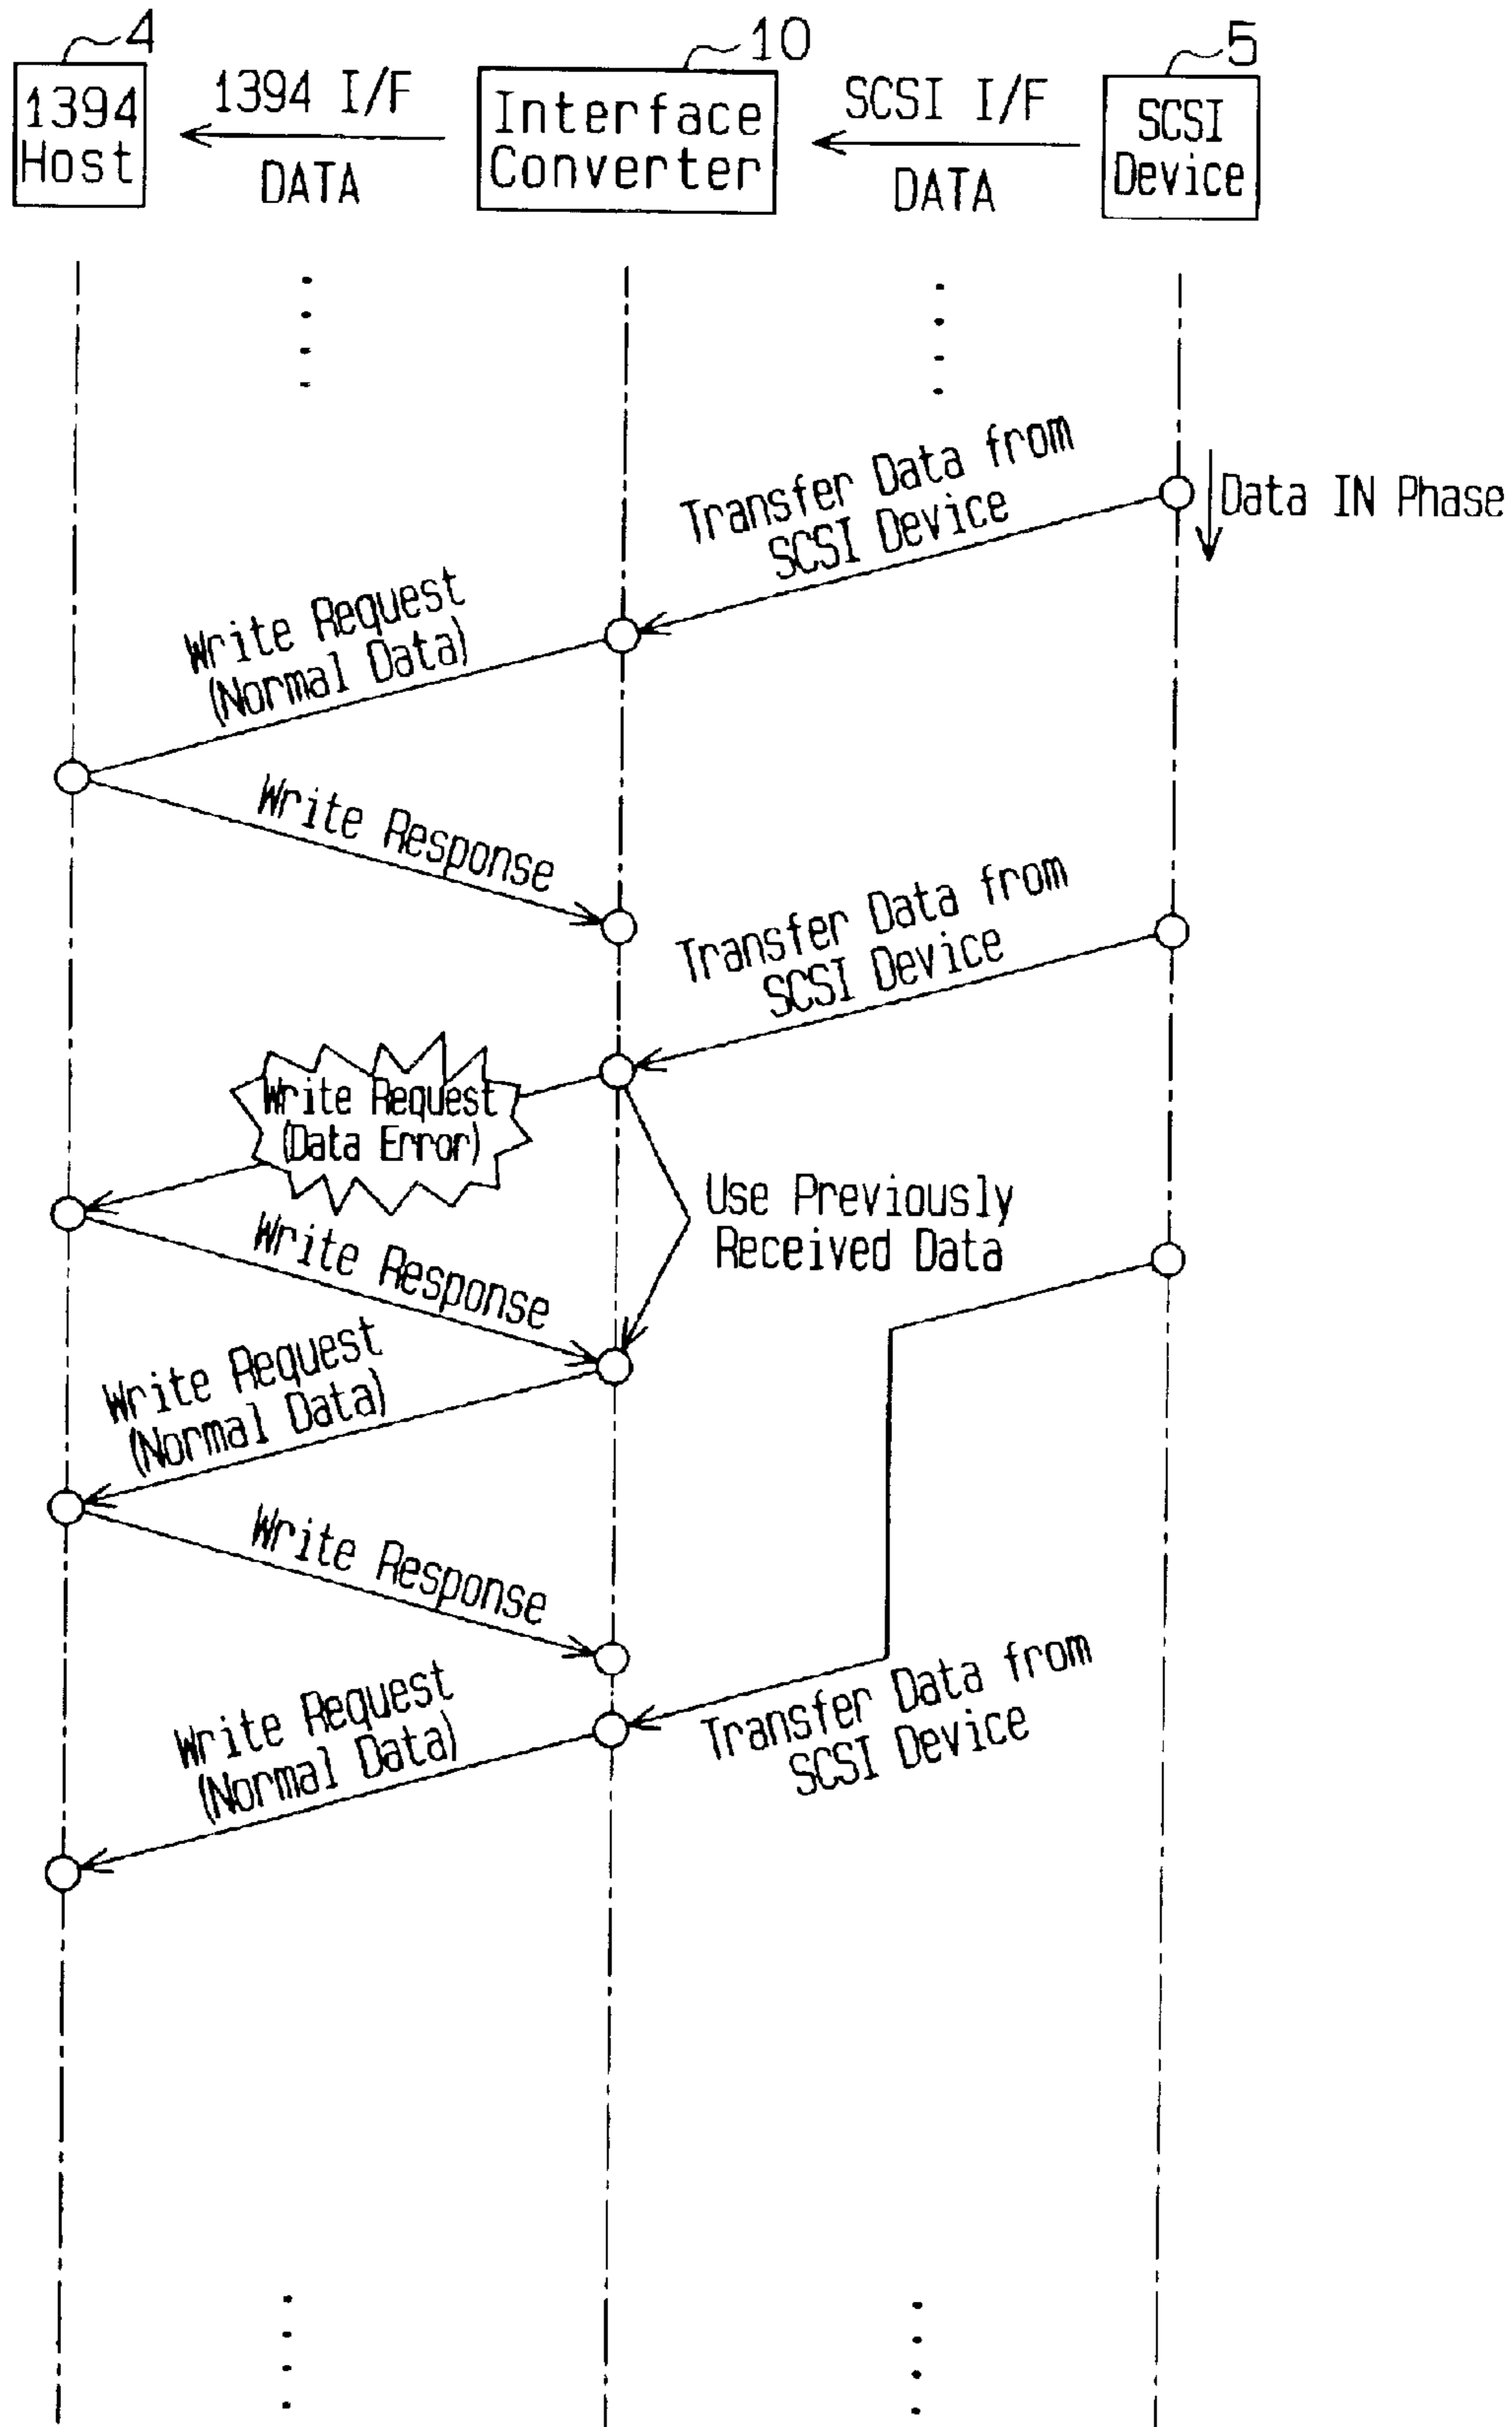 4
10
5
1394
Host
1394 I/F
DATA
Interface
Converter
SCSI I/F
DATA
SCSI
Device
Transfer Data from
SCSI Device
Data IN Phase
Write Request
(Normal Data)
Write Response
Transfer Data from
SCSI Device
Write Request
(Data Error)
Use Previously
Received Data
Write Response
Write Request
(Normal Data)
Write Response
Transfer Data from
SCSI Device
Write Request
(Normal Data)